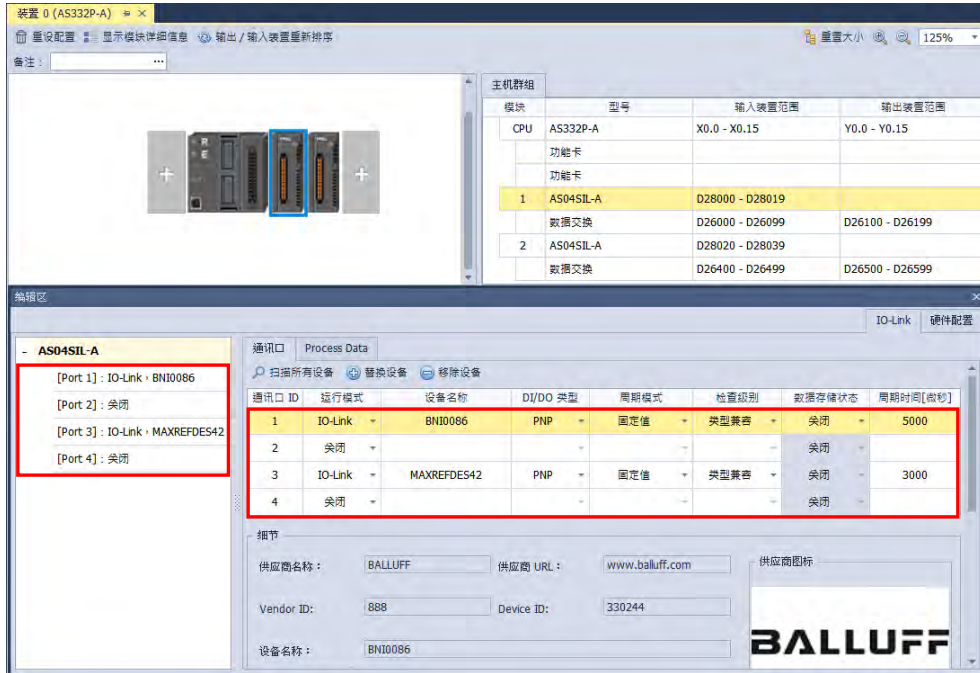 装置 0 (AS332P-A)
重设配置 显示模块详细信息 输出/输入装置重新排序 重置大小 125%
备注： ...
主机群组
模块 型号 输入装置范围 输出装置范围
CPU AS332P-A X0.0 - X0.15 Y0.0 - Y0.15
功能卡
功能卡
1 AS04SIL-A D28000 - D28019
数据交换 D26000 - D26099 D26100 - D26199
2 AS04SIL-A D28020 - D28039
数据交换 D26400 - D26499 D26500 - D26599
编辑区
IO-Link 硬件配置
- AS04SIL-A
[Port 1]：IO-Link，BNI0086
[Port 2]：关闭
[Port 3]：IO-Link，MAXREFDES42
[Port 4]：关闭
通讯口 Process Data
扫描所有设备 替换设备 移除设备
通讯口 ID 运行模式 设备名称 DI/DO 类型 周期模式 检查级别 数据存储状态 周期时间[微秒]
1 IO-Link BNI0086 PNP 固定值 类型兼容 关闭 5000
2 关闭 关闭
3 IO-Link MAXREFDES42 PNP 固定值 类型兼容 关闭 3000
4 关闭 关闭
细节
供应商名称： BALLUFF 供应商 URL： www.balluff.com 供应商图标
Vendor ID: 888 Device ID: 330244
设备名称： BNI0086
BALLUFF